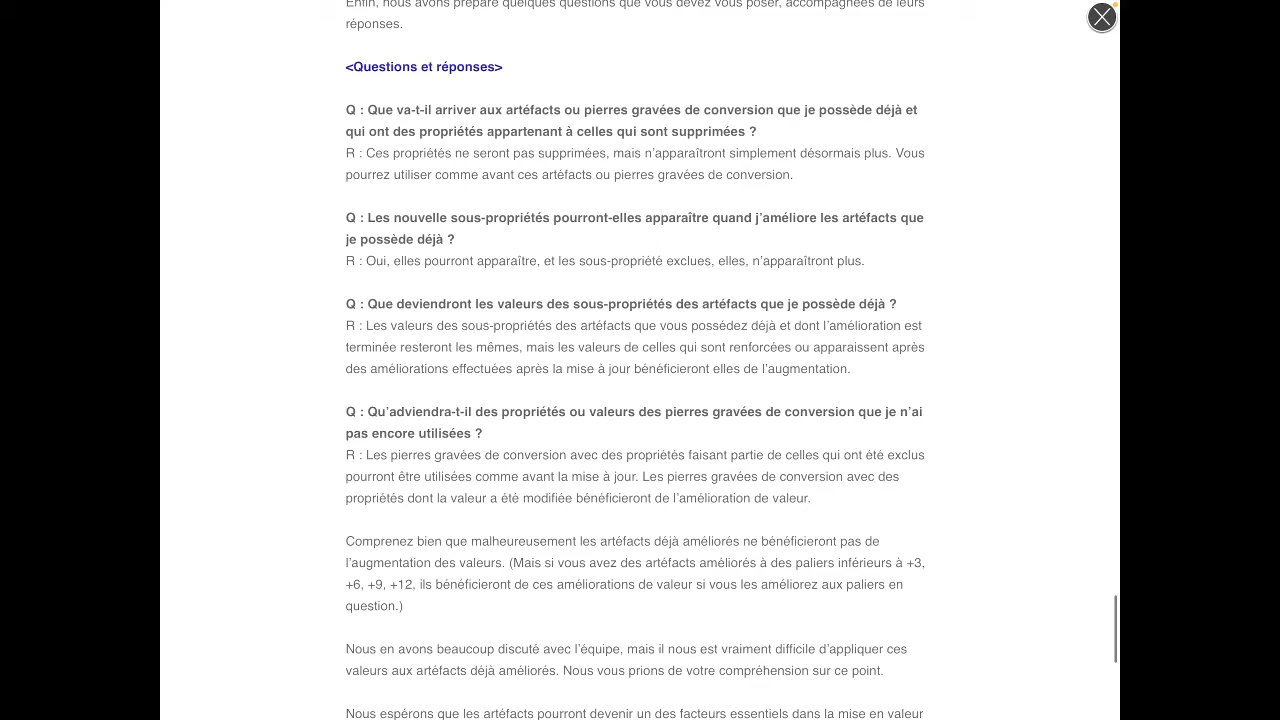 Enfin, nous avons préparé quelques questions que vous devez vous poser, accompagnées de leurs
réponses.
<Questions et réponses>
Q : Que va-t-il arriver aux artéfacts ou pierres gravées de conversion que je possède déjà et
qui ont des propriétés appartenant à celles qui sont supprimées ?
R : Ces propriétés ne seront pas supprimées, mais n’apparaîtront simplement désormais plus. Vous
pourrez utiliser comme avant ces artéfacts ou pierres gravées de conversion.
Q : Les nouvelle sous-propriétés pourront-elles apparaître quand j’améliore les artéfacts que
je possède déjà ?
R : Oui, elles pourront apparaître, et les sous-propriété exclues, elles, n’apparaîtront plus.
Q : Que deviendront les valeurs des sous-propriétés des artéfacts que je possède déjà ?
R : Les valeurs des sous-propriétés des artéfacts que vous possédez déjà et dont l’amélioration est
terminée resteront les mêmes, mais les valeurs de celles qui sont renforcées ou apparaissent après
des améliorations effectuées après la mise à jour bénéficieront elles de l’augmentation.
Q : Qu’adviendra-t-il des propriétés ou valeurs des pierres gravées de conversion que je n’ai
pas encore utilisées ?
R : Les pierres gravées de conversion avec des propriétés faisant partie de celles qui ont été exclus
pourront être utilisées comme avant la mise à jour. Les pierres gravées de conversion avec des
propriétés dont la valeur a été modifiée bénéficieront de l’amélioration de valeur.
Comprenez bien que malheureusement les artéfacts déjà améliorés ne bénéficieront pas de
l’augmentation des valeurs. (Mais si vous avez des artéfacts améliorés à des paliers inférieurs à +3,
+6, +9, +12, ils bénéficieront de ces améliorations de valeur si vous les améliorez aux paliers en
question.)
Nous en avons beaucoup discuté avec l’équipe, mais il nous est vraiment difficile d’appliquer ces
valeurs aux artéfacts déjà améliorés. Nous vous prions de votre compréhension sur ce point.
Nous espérons que les artéfacts pourront devenir un des facteurs essentiels dans la mise en valeur